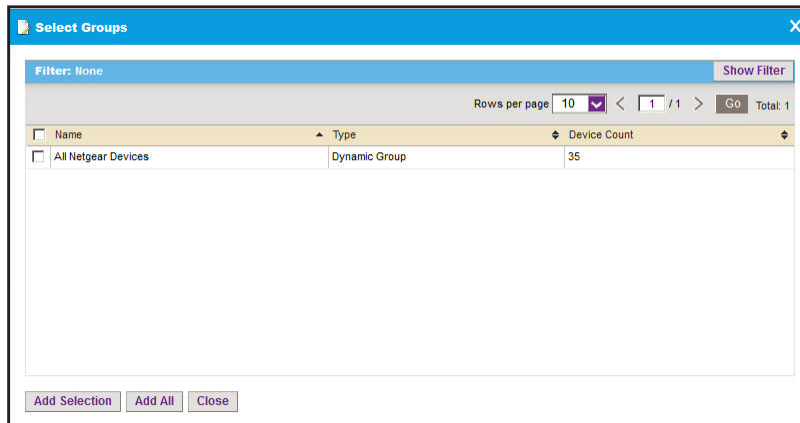 Select Groups X
Filter: None Show Filter
Rows per page 10 < 1 / 1 > Go Total: 1
Name Type Device Count
All Netgear Devices Dynamic Group 35
Add Selection Add All Close